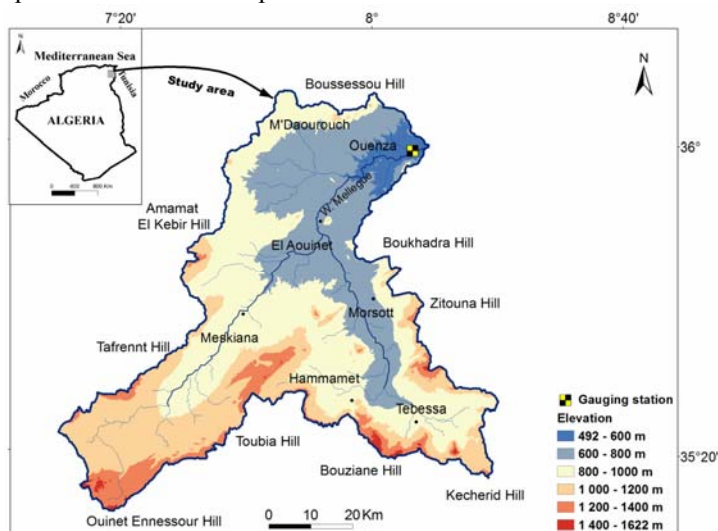 7°20'
8°
8°40'
N
Mediterranean Sea
Morocco
Tunisia
ALGERIA
0 400 800 Km
Study area
N
Boussessou Hill
M'Daourouch
Ouenza
36°
W. Mellegue
Amamat
El Kebir Hill
El Aouinet
Boukhadra Hill
Zitouna Hill
Morsott
Meskiana
Tafrennt Hill
Hammamet
Tebessa
Toubia Hill
Bouziane Hill
Kecherid Hill
Ouinet Ennessour Hill
35°20'
0 10 20 Km
Gauging station
Elevation
492 - 600 m
600 - 800 m
800 - 1000 m
1 000 - 1200 m
1 200 - 1400 m
1 400 - 1622 m